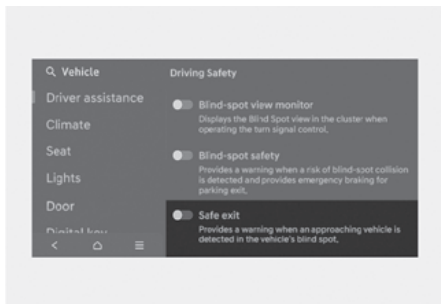 Vehicle
Driver assistance
Climate
Seat
Lights
Door
Digital key
Driving Safety
Blind-spot view monitor
Displays the Blind Spot view in the cluster when
operating the turn signal control.
Blind-spot safety
Provides a warning when a risk of blind-spot collision
is detected and provides emergency braking for
parking exit.
Safe exit
Provides a warning when an approaching vehicle is
detected in the vehicle's blind spot.